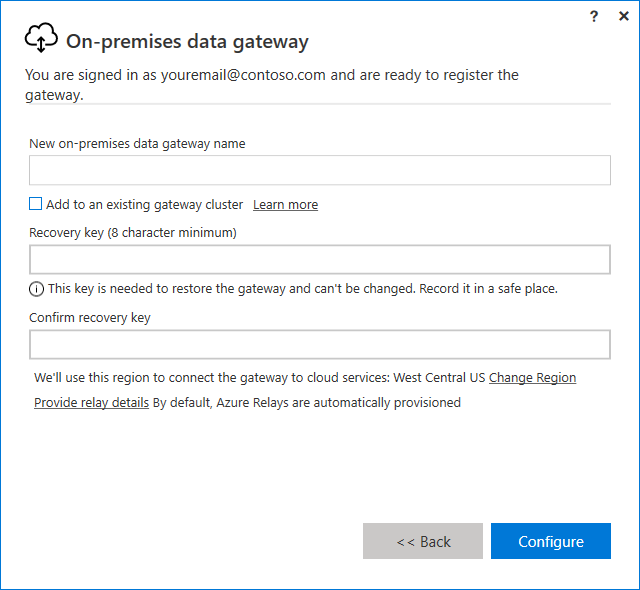 ? ×
On-premises data gateway
You are signed in as youremail@contoso.com and are ready to register the
gateway.
New on-premises data gateway name
Add to an existing gateway cluster Learn more
Recovery key (8 character minimum)
This key is needed to restore the gateway and can't be changed. Record it in a safe place.
Confirm recovery key
We'll use this region to connect the gateway to cloud services: West Central US Change Region
Provide relay details By default, Azure Relays are automatically provisioned
<< Back Configure